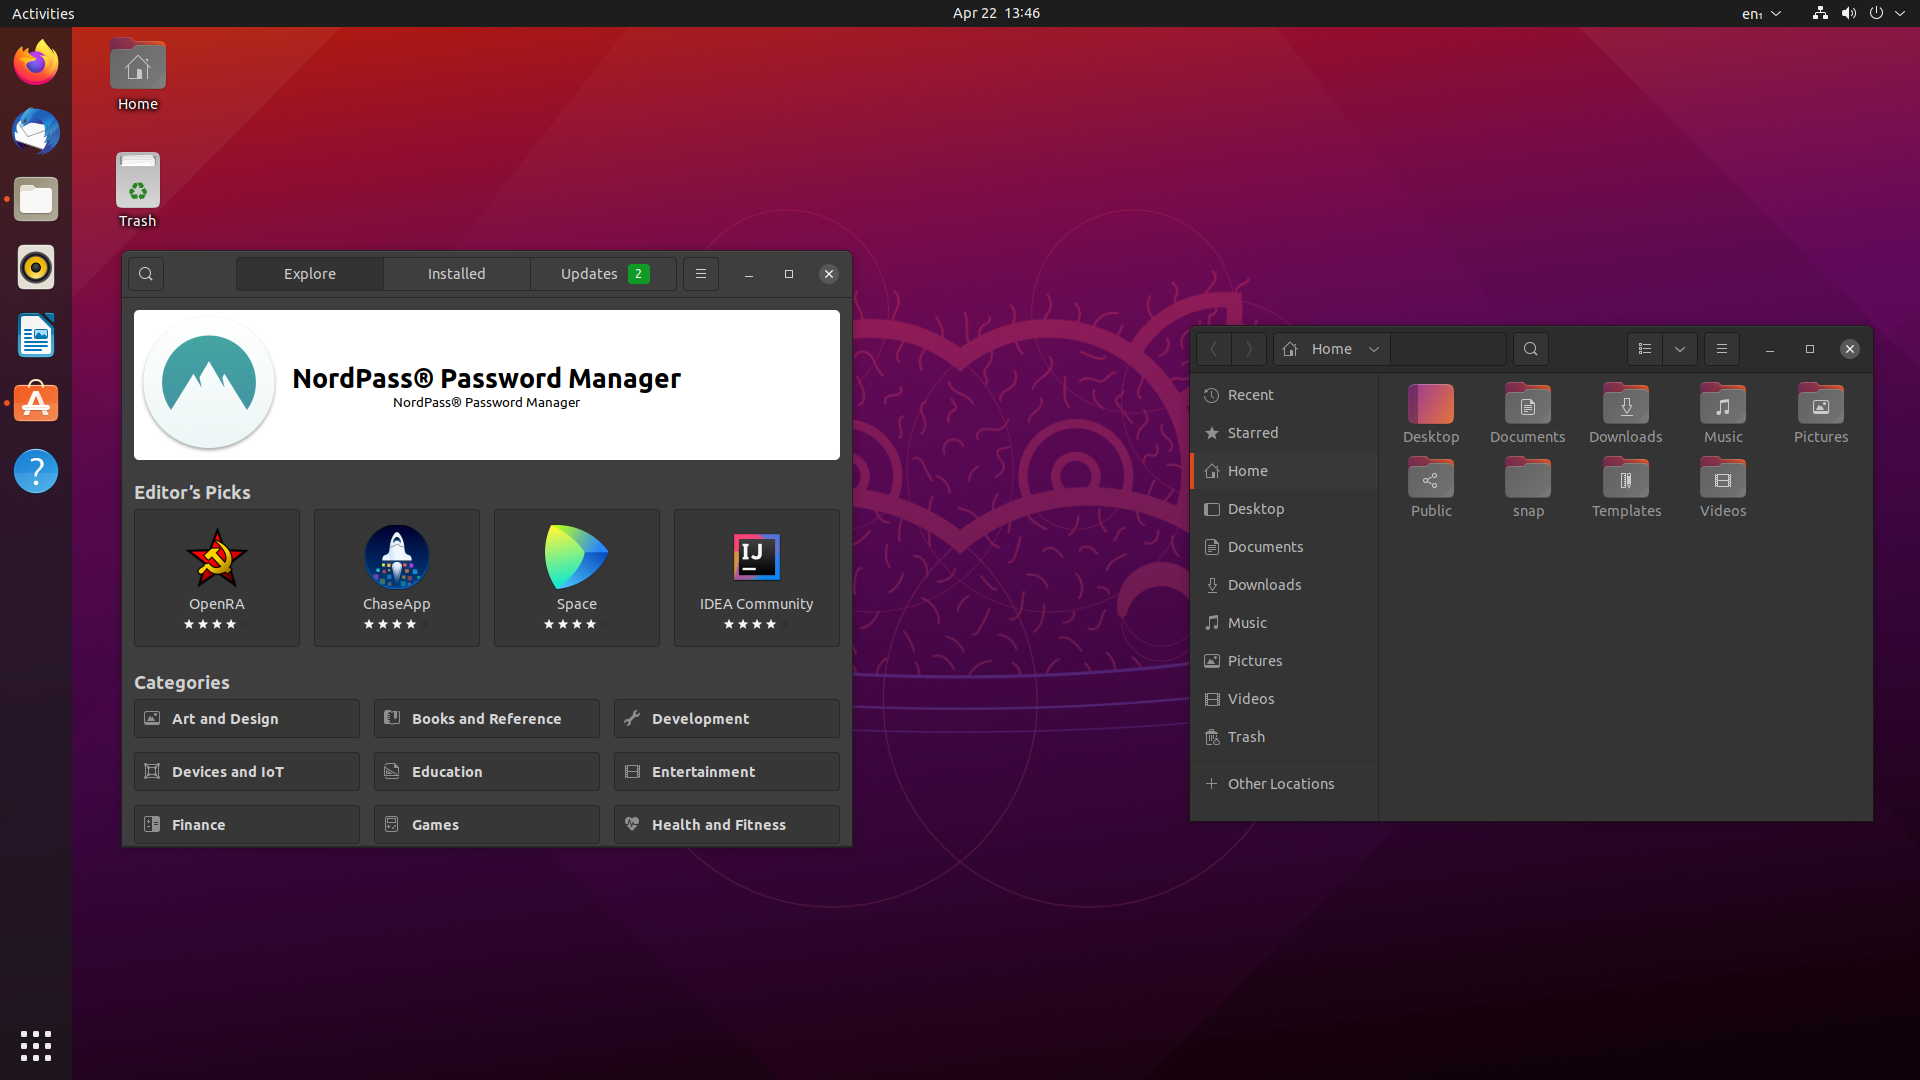 Activities
Apr 22 13:46
en₁
Home
Trash
Explore
Installed
Updates 2
NordPass® Password Manager
NordPass® Password Manager
Editor’s Picks
OpenRA
ChaseApp
Space
IJ
IDEA Community
Categories
Art and Design
Books and Reference
Development
Devices and IoT
Education
Entertainment
Finance
Games
Health and Fitness
Home
Recent
Starred
Home
Desktop
Documents
Downloads
Music
Pictures
Videos
Trash
Other Locations
Desktop
Documents
Downloads
Music
Pictures
Public
snap
Templates
Videos